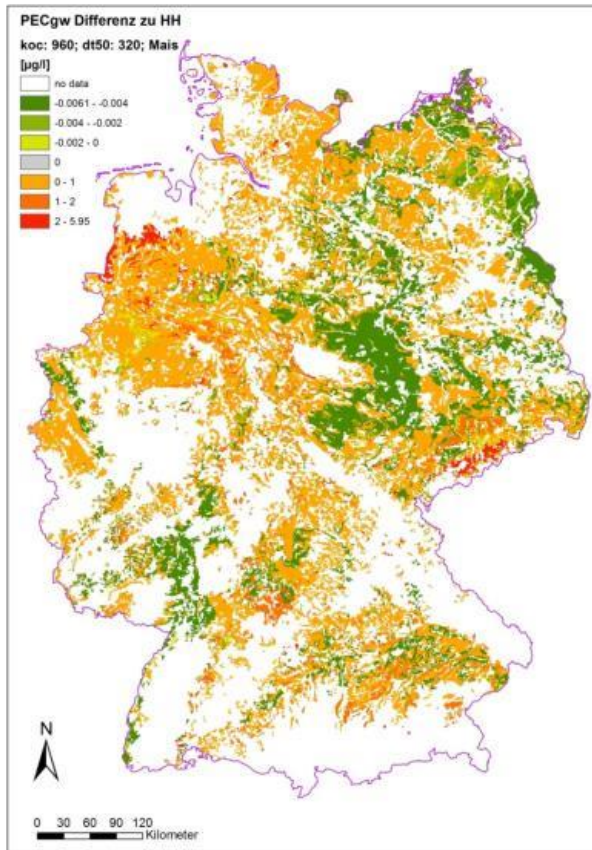 PECgw Differenz zu HH
koc: 960; dt50: 320; Mais
[µg/l]
no data
-0.0061 - -0.004
-0.004 - -0.002
-0.002 - 0
0
0 - 1
1 - 2
2 - 5.95
N
0 30 60 90 120
Kilometer